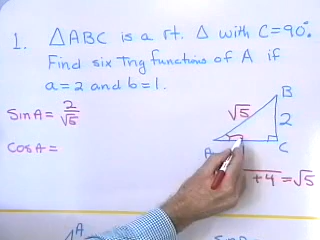 1. △ABC is a rt. △ with C=90°.
Find six Trig functions of A if
a=2 and b=1.
Sin A = 2/√5
Cos A =
B
√5
2
A
C
+4 = √5